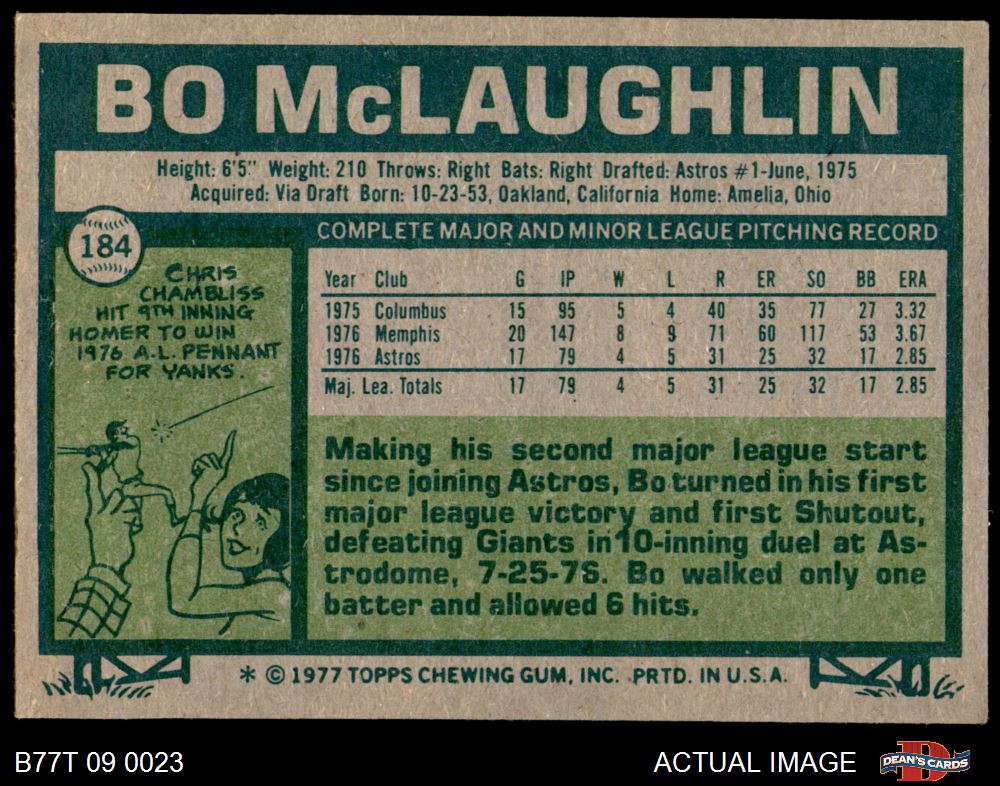 BO McLAUGHLIN
Height: 6'5" Weight: 210 Throws: Right Bats: Right Drafted: Astros #1-June, 1975
Acquired: Via Draft Born: 10-23-53, Oakland, California Home: Amelia, Ohio
184
CHRIS
CHAMBLISS
HIT 9TH INNING
HOMER TO WIN
1976 A.L. PENNANT
FOR YANKS.
COMPLETE MAJOR AND MINOR LEAGUE PITCHING RECORD
Year Club G IP W L R ER SO BB ERA
1975 Columbus 15 95 5 4 40 35 77 27 3.32
1976 Memphis 20 147 8 9 71 60 117 53 3.67
1976 Astros 17 79 4 5 31 25 32 17 2.85
Maj. Lea. Totals 17 79 4 5 31 25 32 17 2.85
Making his second major league start
since joining Astros, Bo turned in his first
major league victory and first Shutout,
defeating Giants in 10-inning duel at As-
trodome, 7-25-76. Bo walked only one
batter and allowed 6 hits.
* © 1977 TOPPS CHEWING GUM, INC. PRTD. IN U.S.A.
B77T 09 0023
ACTUAL IMAGE
DEAN'S CARDS